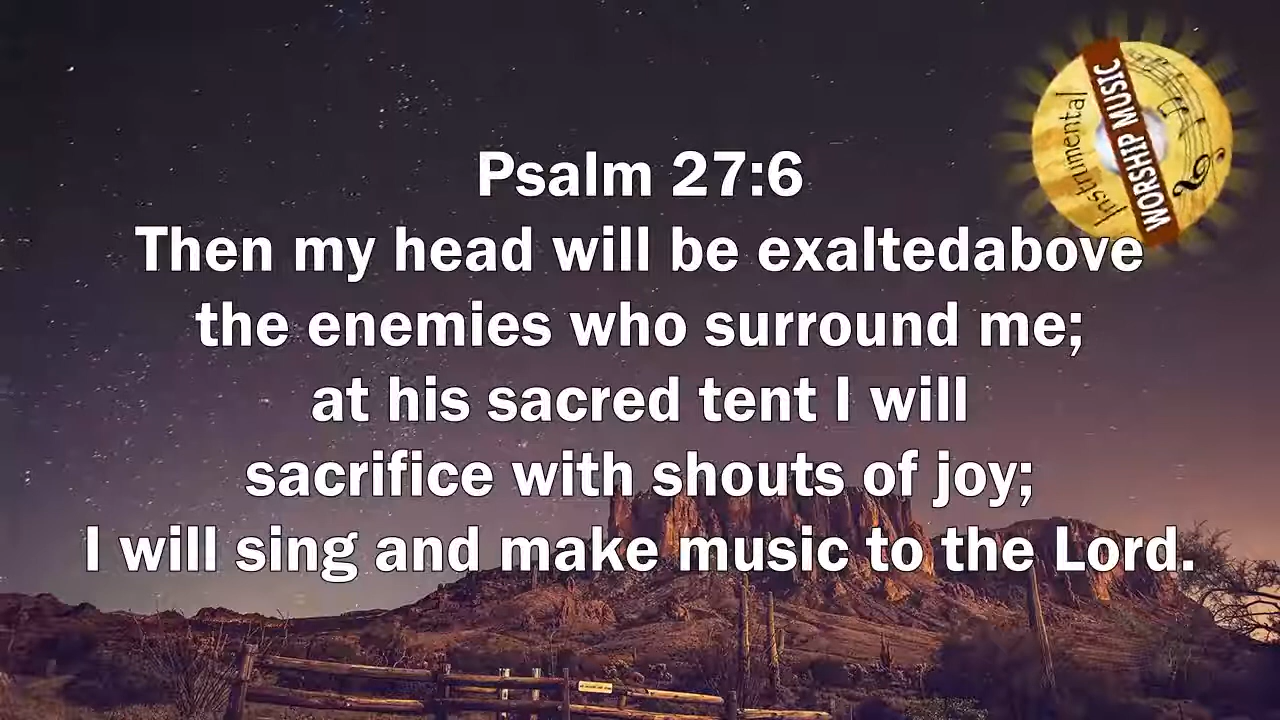 Instrumental
WORSHIP MUSIC
Psalm 27:6
Then my head will be exaltedabove
the enemies who surround me;
at his sacred tent I will
sacrifice with shouts of joy;
I will sing and make music to the Lord.